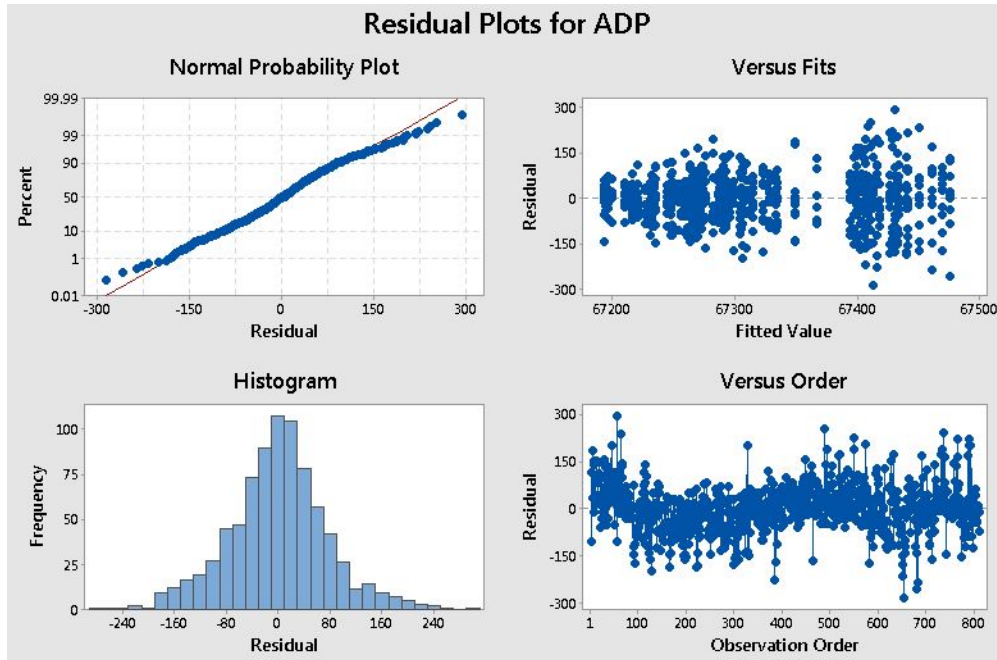 Residual Plots for ADP
Normal Probability Plot
99.99
99
90
50
10
1
0.01
Percent
-300 -150 0 150 300
Residual
Versus Fits
300
150
0
-150
-300
Residual
67200 67300 67400 67500
Fitted Value
Histogram
100
75
50
25
0
Frequency
-240 -160 -80 0 80 160 240
Residual
Versus Order
300
150
0
-150
-300
Residual
1 100 200 300 400 500 600 700 800
Observation Order